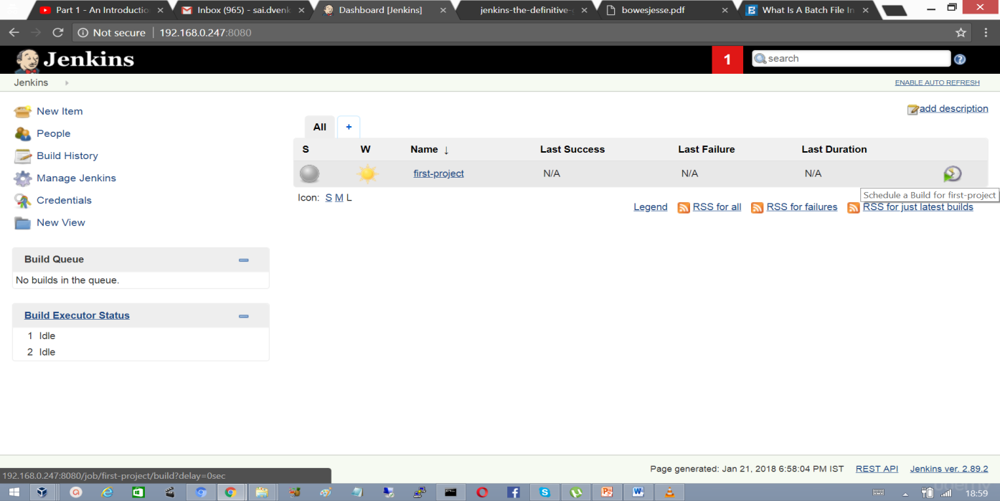 Part 1 - An Introductio
Inbox (965) - sai.dvenk
Dashboard [Jenkins]
jenkins-the-definitive-
bowesjesse.pdf
What Is A Batch File In
Not secure | 192.168.0.247:8080
Jenkins
1
search
Jenkins
ENABLE AUTO REFRESH
New Item
People
Build History
Manage Jenkins
Credentials
New View
add description
All +
S W Name ↓ Last Success Last Failure Last Duration
first-project N/A N/A N/A
Icon: S M L
Schedule a Build for first-project
Legend RSS for all RSS for failures RSS for just latest builds
Build Queue
No builds in the queue.
Build Executor Status
1 Idle
2 Idle
Page generated: Jan 21, 2018 6:58:04 PM IST REST API Jenkins ver. 2.89.2
192.168.0.247:8080/job/first-project/build?delay=0sec
udemy
18:59